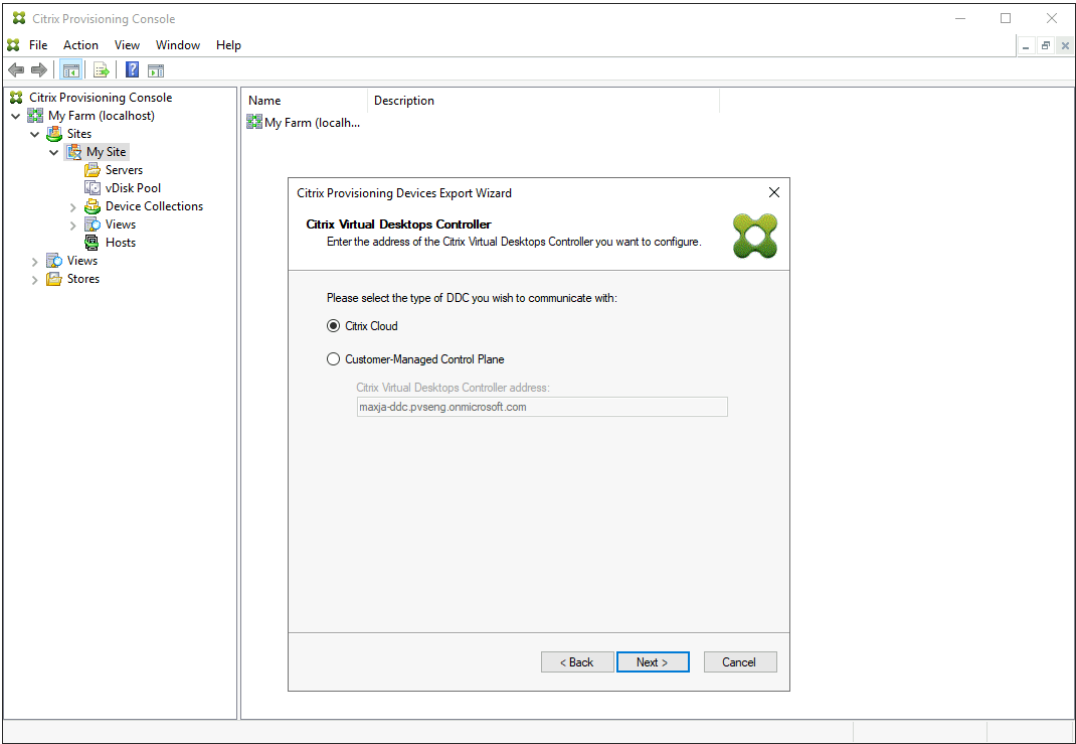 Citrix Provisioning Console
File Action View Window Help
Citrix Provisioning Console
My Farm (localhost)
Sites
My Site
Servers
vDisk Pool
Device Collections
Views
Hosts
Views
Stores
Name Description
My Farm (localh...
Citrix Provisioning Devices Export Wizard
Citrix Virtual Desktops Controller
Enter the address of the Citrix Virtual Desktops Controller you want to configure.
Please select the type of DDC you wish to communicate with:
Citrix Cloud
Customer-Managed Control Plane
Citrix Virtual Desktops Controller address:
maxja-ddc.pvseng.onmicrosoft.com
< Back Next > Cancel